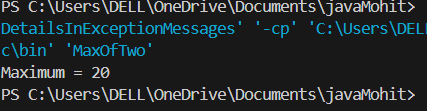 PS C:\Users\DELL\OneDrive\Documents\javaMohit>
DetailsInExceptionMessages' '-cp' 'C:\Users\DEL
c\bin' 'MaxOfTwo'
Maximum = 20
PS C:\Users\DELL\OneDrive\Documents\javaMohit>